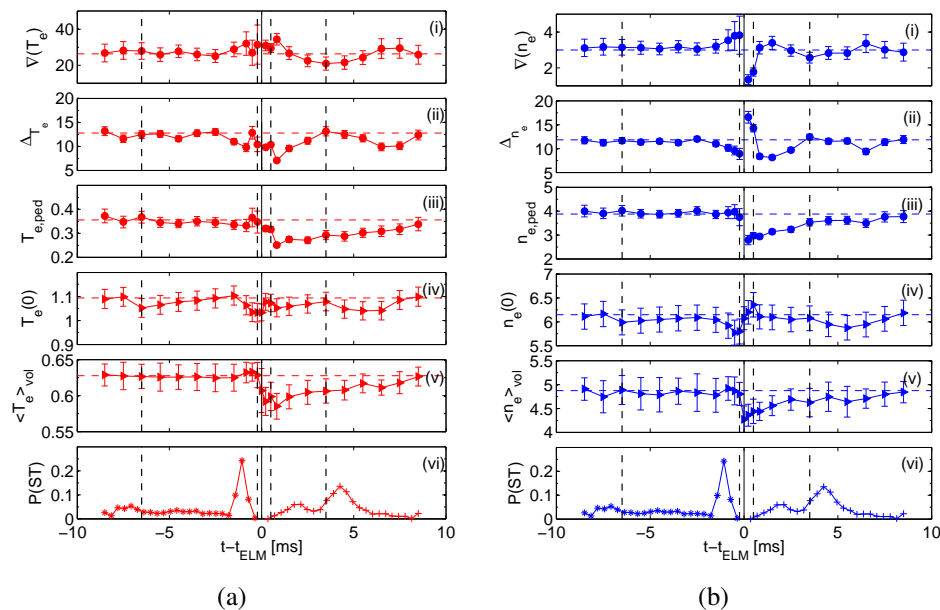 (i)
∇(T_e)
40
20
(ii)
Δ_T_e
20
15
10
5
(iii)
T_e,ped
0.4
0.3
0.2
(iv)
T_e(0)
1.3
1.1
0.9
(v)
<T_e>_vol
0.65
0.6
0.55
(vi)
P(ST)
0.2
0.1
0
−10 −5 0 5 10
t−t_ELM [ms]
(a)
(i)
∇(n_e)
4
2
(ii)
Δ_n_e
20
15
10
5
(iii)
n_e,ped
5
4
3
2
(iv)
n_e(0)
7
6.5
6
5.5
(v)
<n_e>_vol
5.5
5
4.5
4
(vi)
P(ST)
0.2
0.1
0
−10 −5 0 5 10
t−t_ELM [ms]
(b)